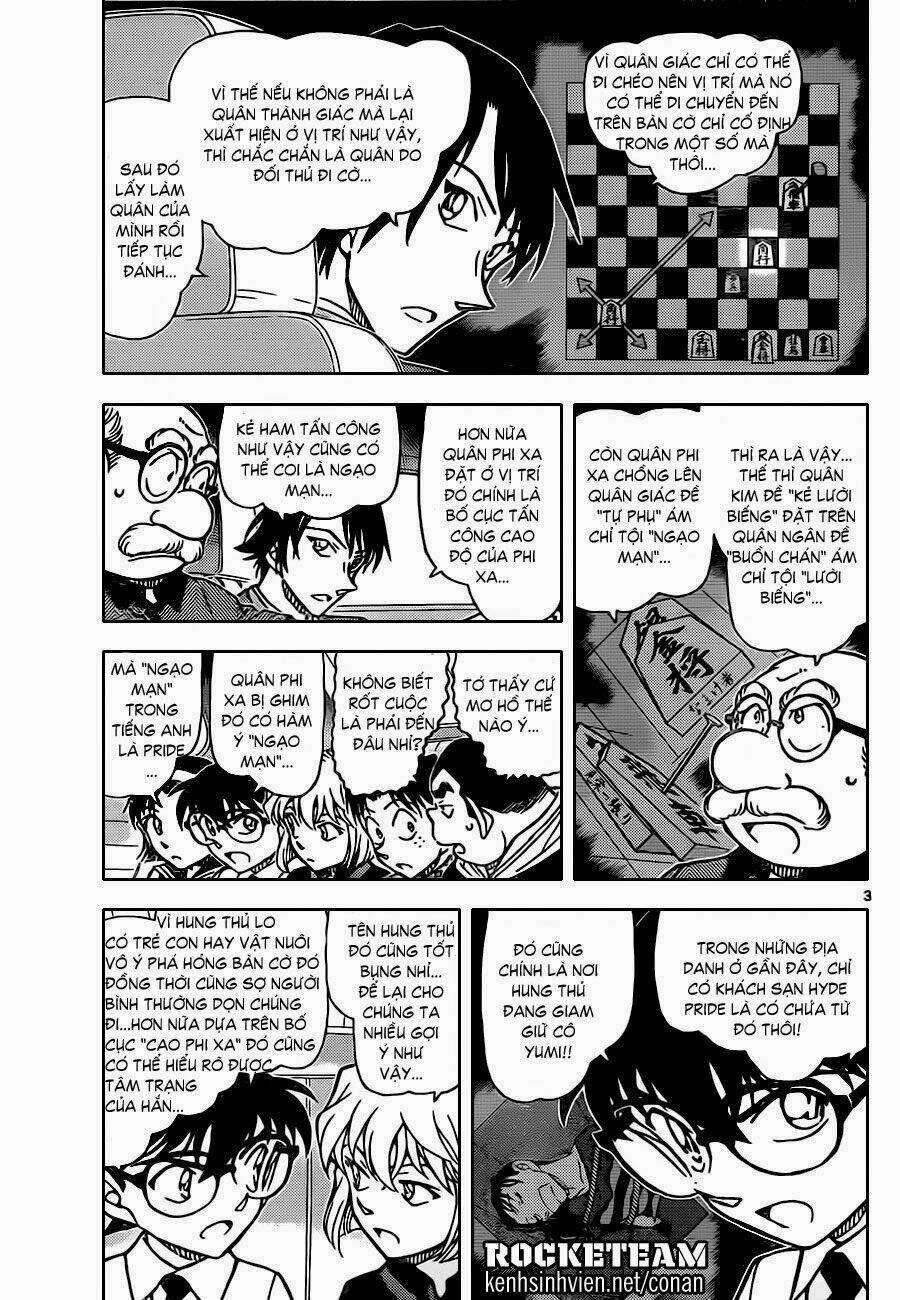 VÌ QUÂN GIÁC CHỈ CÓ THỂ
ĐI CHÉO NÊN VỊ TRÍ MÀ NÓ
CÓ THỂ DI CHUYỂN ĐẾN
TRÊN BÀN CỜ CHỈ CỐ ĐỊNH
TRONG MỘT SỐ MÀ
THÔI...
VÌ THẾ NẾU KHÔNG PHẢI LÀ
QUÂN THÀNH GIÁC MÀ LẠI
XUẤT HIỆN Ở VỊ TRÍ NHƯ VẬY,
THÌ CHẮC CHẮN LÀ QUÂN DO
ĐỐI THỦ ĐI CỜ...
SAU ĐÓ
LẤY LÀM
QUÂN CỦA
MÌNH RỒI
TIẾP TỤC
ĐÁNH...
THÌ RA LÀ VẬY...
THẾ THÌ QUÂN
KIM ĐỀ "KẺ LƯỜI
BIẾNG" ĐẶT TRÊN
QUÂN NGÂN ĐỀ
"BUỒN CHÁN" ÁM
CHỈ TỘI "LƯỜI
BIẾNG"...
CÒN QUÂN PHI
XA CHỒNG LÊN
QUÂN GIÁC ĐỀ
"TỰ PHỤ" ÁM
CHỈ TỘI "NGẠO
MẠN"...
金将
なまけ者
HƠN NỮA
QUÂN PHI XA
ĐẶT Ở VỊ TRÍ
ĐÓ CHÍNH LÀ
BỐ CỤC TẤN
CÔNG CAO
ĐỘ CỦA PHI
XA...
KẺ HAM TẤN CÔNG
NHƯ VẬY CŨNG CÓ
THỂ COI LÀ NGẠO
MẠN...
TỚ THẤY CỨ
MƠ HỒ THẾ
NÀO Ý...
KHÔNG BIẾT
RỐT CUỘC
LÀ PHẢI ĐẾN
ĐÂU NHỈ?
QUÂN PHI
XA BỊ GHIM
ĐÓ CÓ HÀM
Ý "NGẠO
MẠN"...
MÀ "NGẠO
MẠN"
TRONG
TIẾNG ANH
LÀ PRIDE
...
3
TRONG NHỮNG ĐỊA
DANH Ở GẦN ĐÂY, CHỈ
CÓ KHÁCH SẠN HYDE
PRIDE LÀ CÓ CHỨA TỪ
ĐÓ THÔI!
ĐÓ CŨNG
CHÍNH LÀ NƠI
HUNG THỦ
ĐANG GIAM
GIỮ CÔ
YUMI!!
TÊN HUNG THỦ
ĐÓ CŨNG TỐT
BỤNG NHỈ...
ĐỂ LẠI CHO
CHÚNG TA
NHIỀU GỢI
Ý NHƯ
VẬY...
VÌ HUNG THỦ LO
CÓ TRẺ CON HAY VẬT NUÔI
VÔ Ý PHÁ HỎNG BÀN CỜ ĐÓ
ĐỒNG THỜI CŨNG SỢ NGƯỜI
BÌNH THƯỜNG DỌN CHÚNG
ĐI...HƠN NỮA DỰA TRÊN BỐ
CỤC "CAO PHI XA" ĐÓ CŨNG
CÓ THỂ HIỂU RÕ ĐƯỢC
TÂM TRẠNG
CỦA HẮN...
ROCKETEAM
kenhsinhvien.net/conan